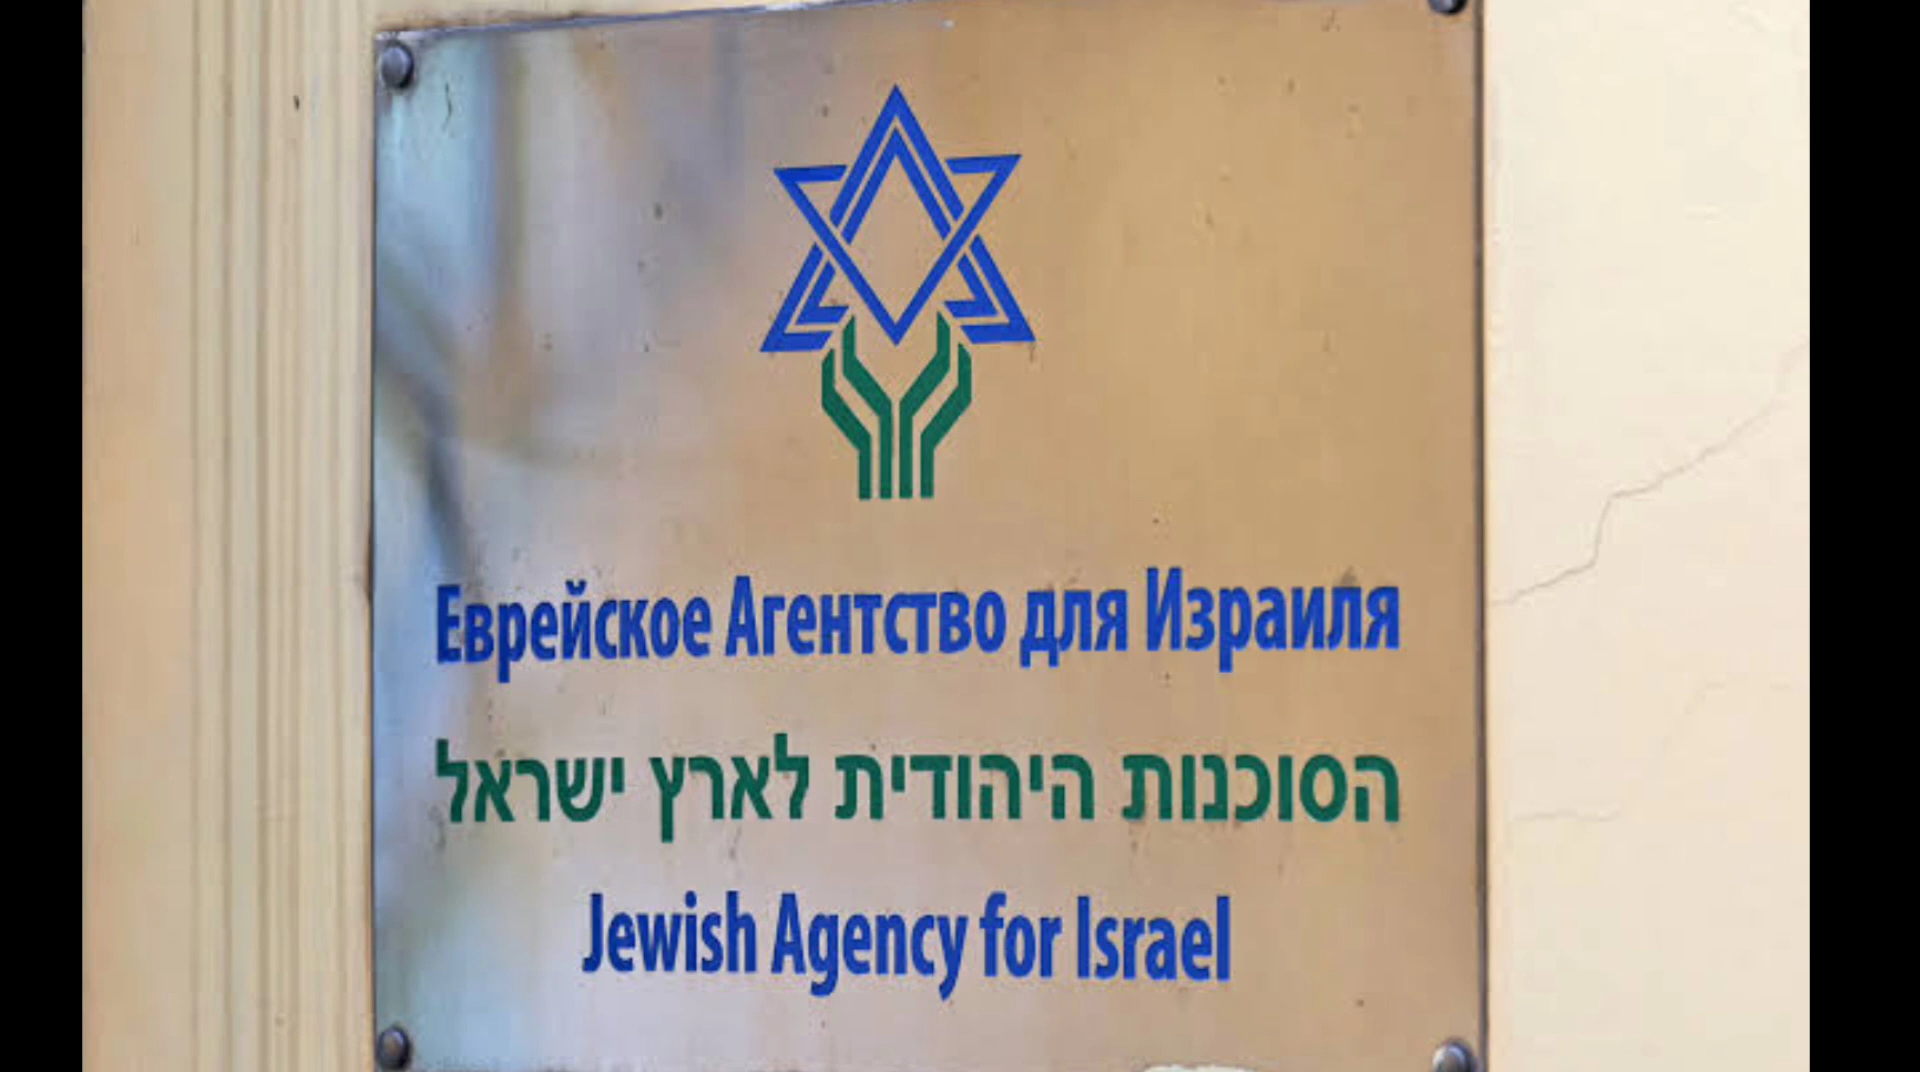 Еврейское Агентство для Израиля
הסוכנות היהודית לארץ ישראל
Jewish Agency for Israel